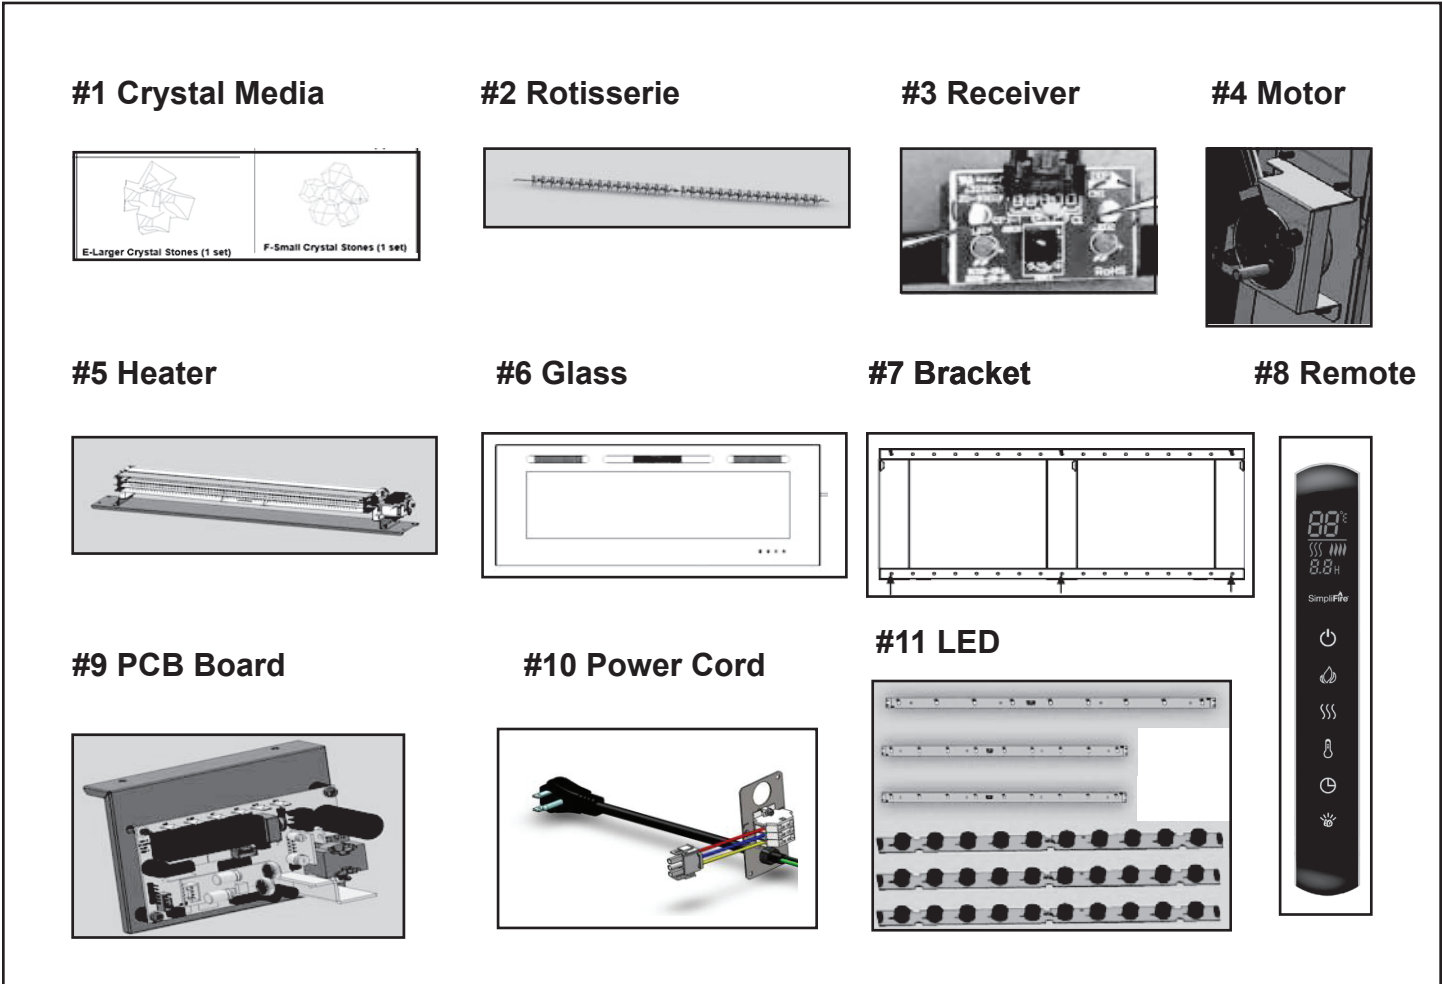 #1 Crystal Media
#2 Rotisserie
#3 Receiver
#4 Motor
E-Larger Crystal Stones (1 set)
F-Small Crystal Stones (1 set)
RoHS
#5 Heater
#6 Glass
#7 Bracket
#8 Remote
88°F
8.8H
SimpliFire
#9 PCB Board
#10 Power Cord
#11 LED